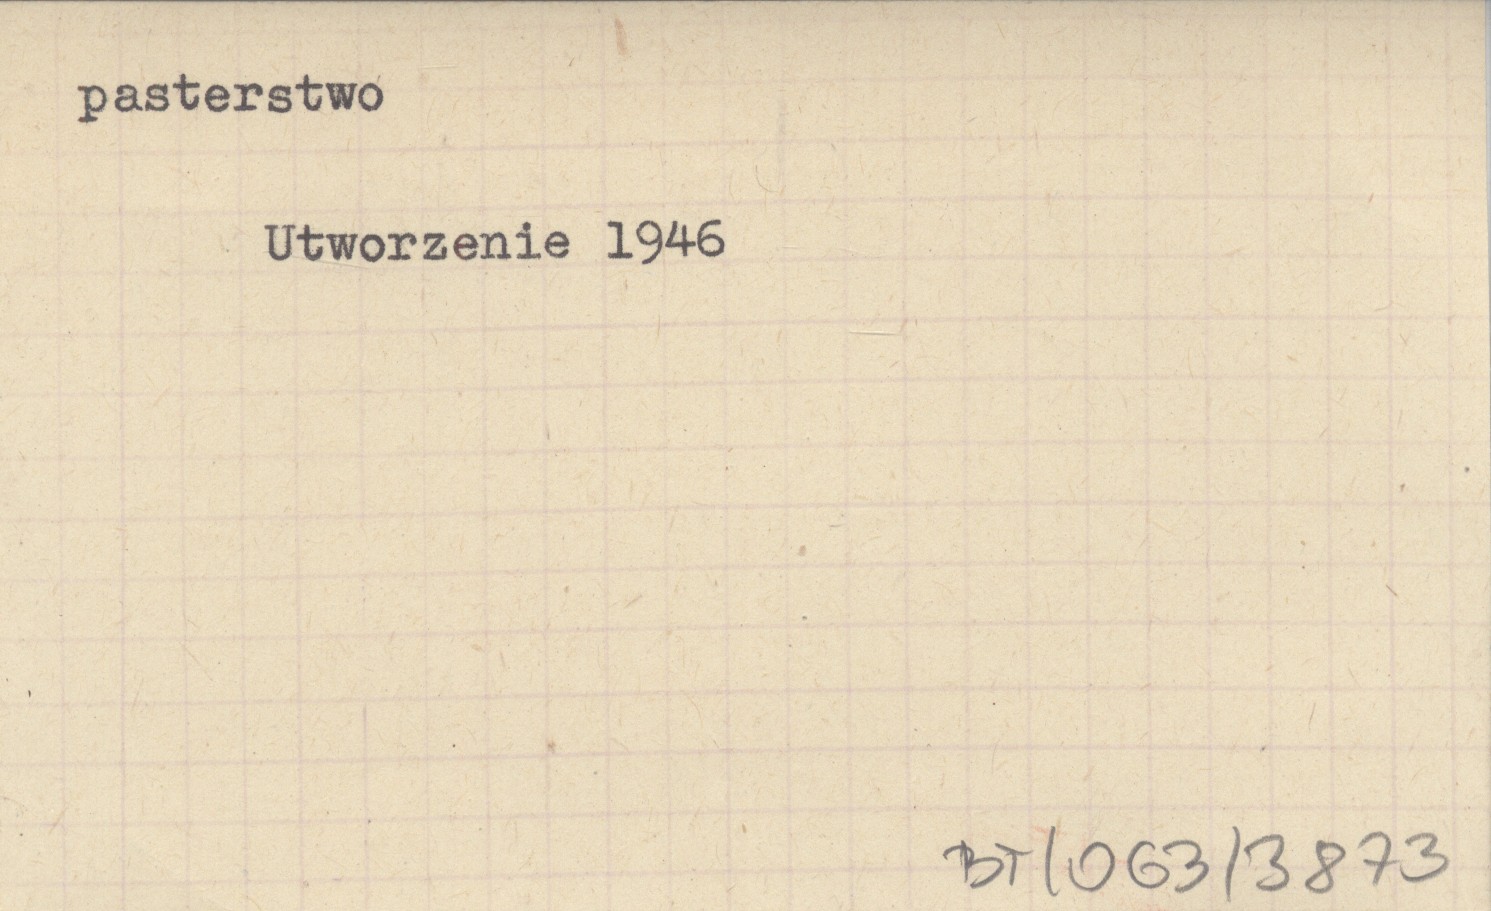 pasterstwo
Utworzenie 1946
BT/063/3873